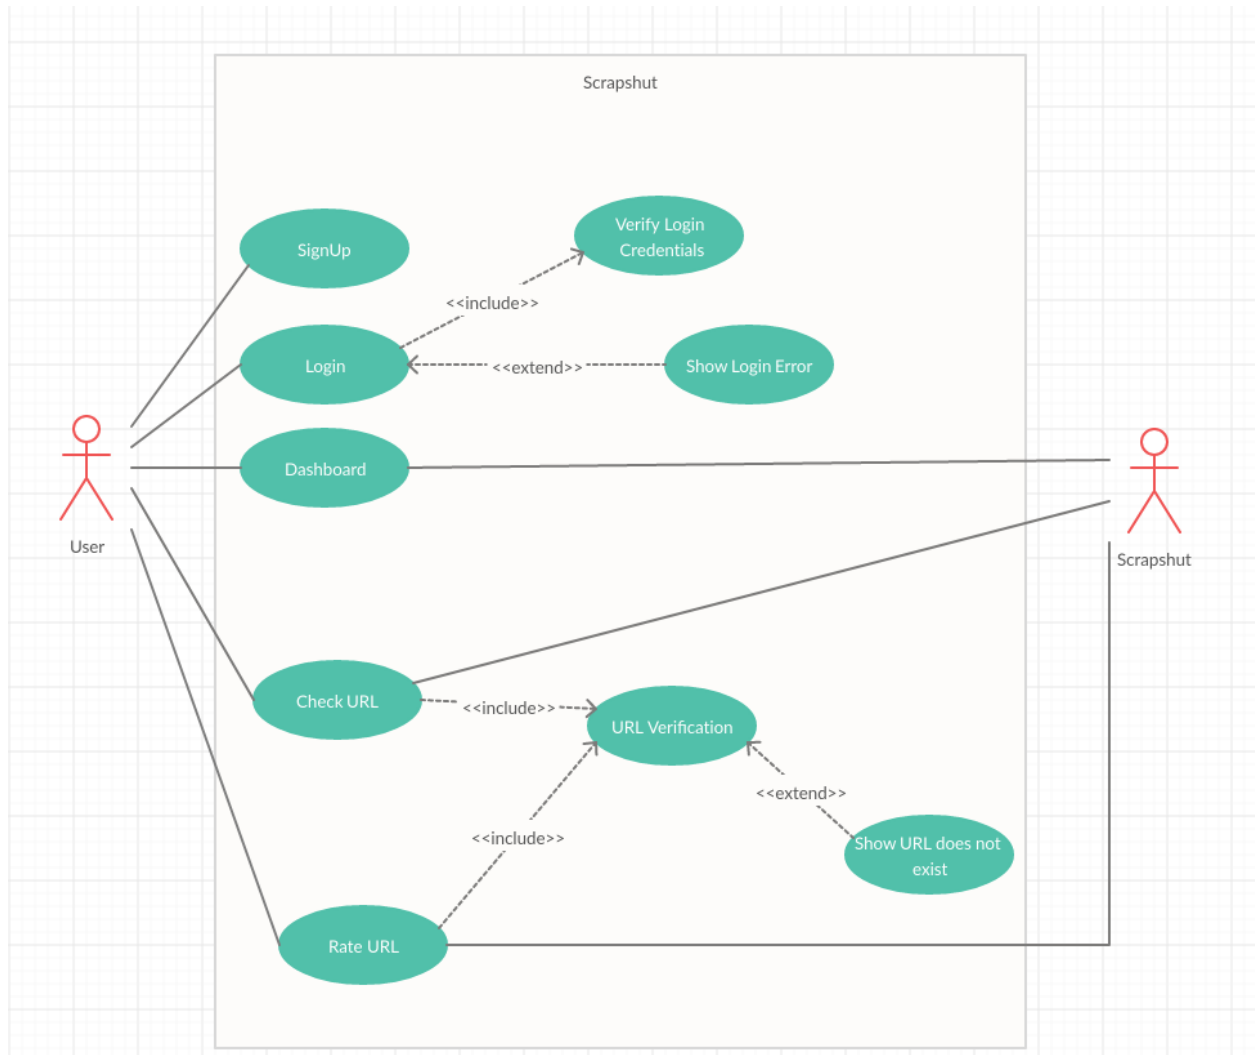 Scrapshut
SignUp
Verify Login
Credentials
<<include>>
Login
<<extend>>
Show Login Error
Dashboard
User
Scrapshut
Check URL
<<include>>
URL Verification
<<extend>>
<<include>>
Show URL does not
exist
Rate URL